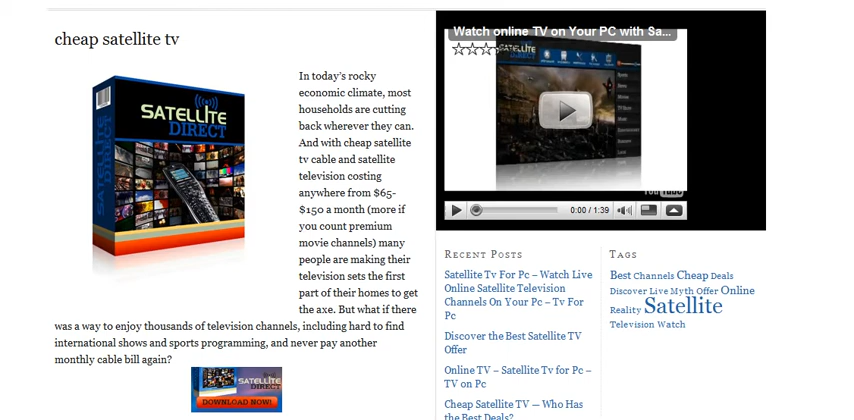 cheap satellite tv
SATELLITE
DIRECT
In today's rocky
economic climate, most
households are cutting
back wherever they can.
And with cheap satellite
tv cable and satellite
television costing
anywhere from $65-
$150 a month (more if
you count premium
movie channels) many
people are making their
television sets the first
part of their homes to get
the axe. But what if there
was a way to enjoy thousands of television channels, including hard to find
international shows and sports programming, and never pay another
monthly cable bill again?
SATELLITE
DIRECT
DOWNLOAD NOW!
Watch online TV on Your PC with Sa...
SATELLITE
DIRECT
YouTube
0:00 / 1:39
Recent Posts
Satellite Tv For Pc – Watch Live
Online Satellite Television
Channels On Your Pc – Tv For
Pc
Discover the Best Satellite TV
Offer
Online TV – Satellite Tv for Pc –
TV on Pc
Cheap Satellite TV — Who Has
the Best Deals?
Tags
Best Channels Cheap Deals
Discover Live Myth Offer Online
Reality Satellite
Television Watch